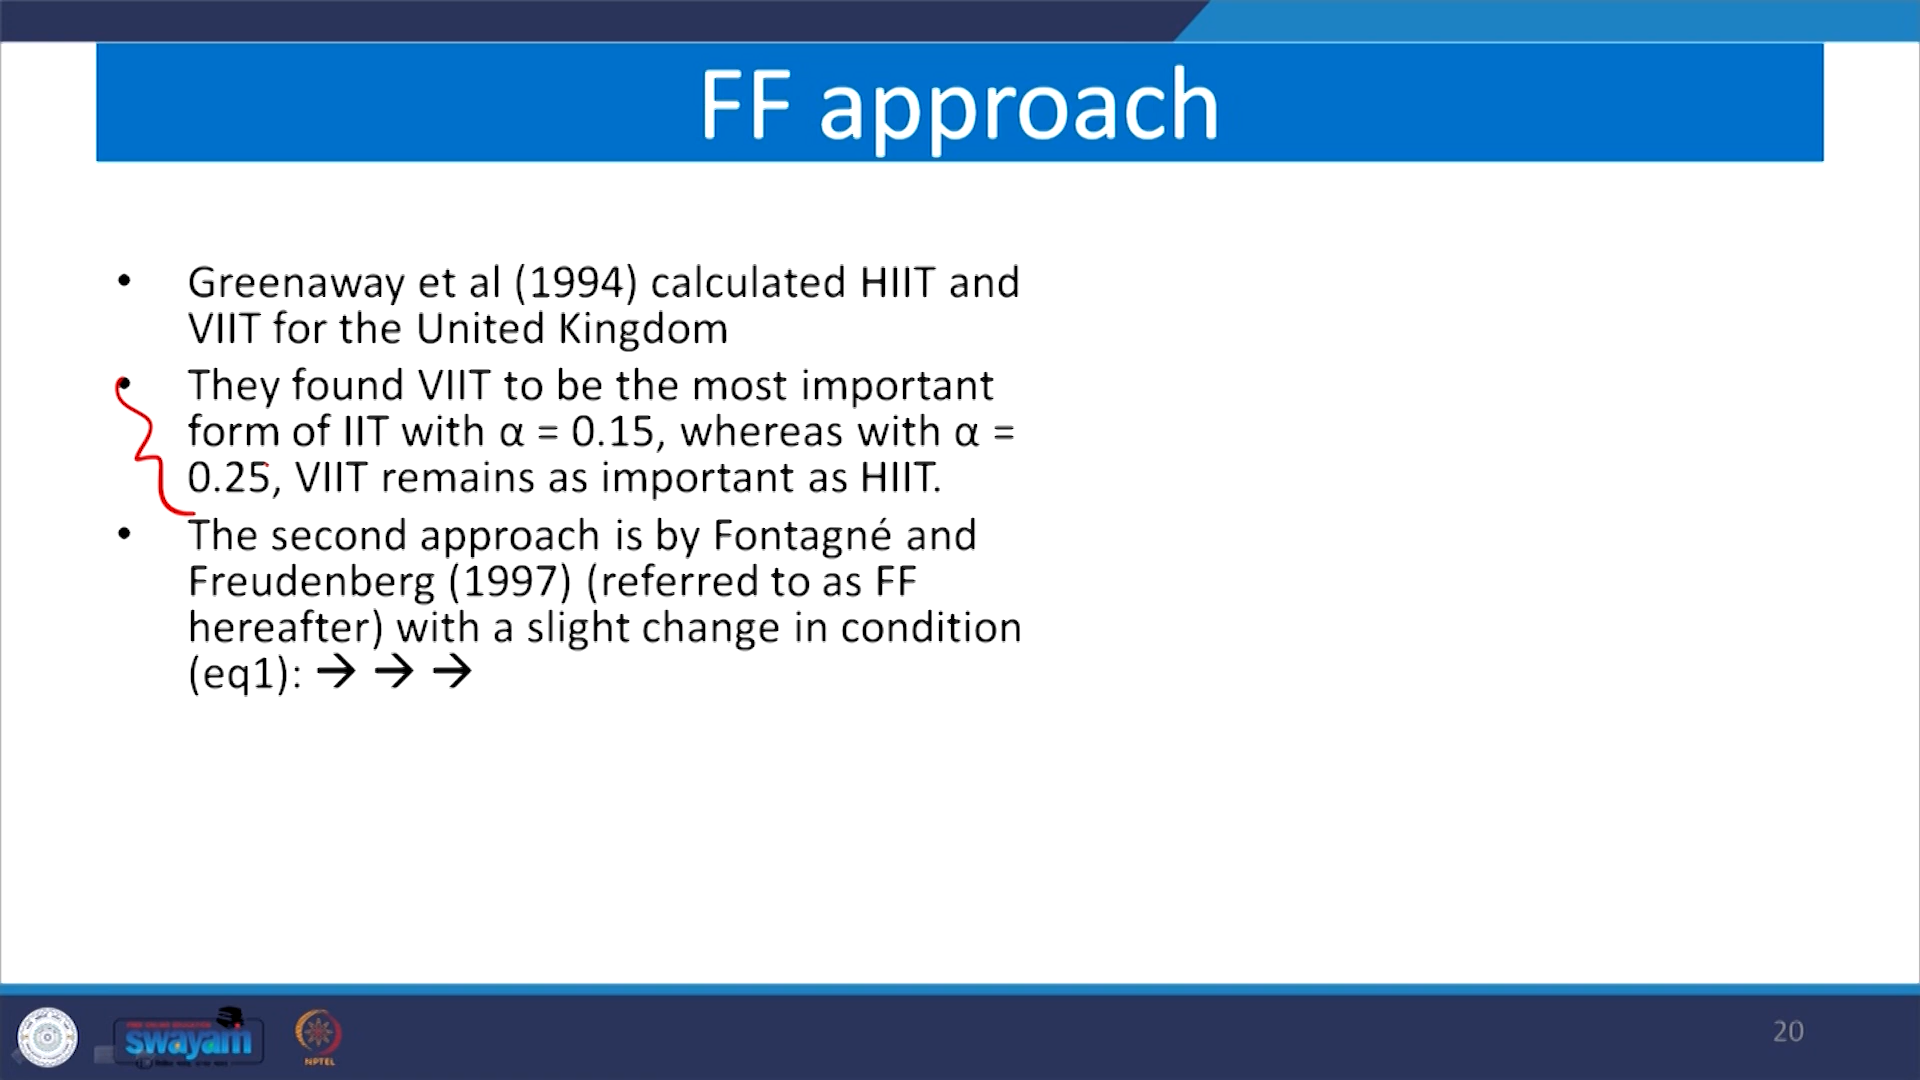 FF approach
• Greenaway et al (1994) calculated HIIT and
VIIT for the United Kingdom
• They found VIIT to be the most important
form of IIT with α = 0.15, whereas with α =
0.25, VIIT remains as important as HIIT.
• The second approach is by Fontagné and
Freudenberg (1997) (referred to as FF
hereafter) with a slight change in condition
(eq1): → → →
swayam
NPTEL
20